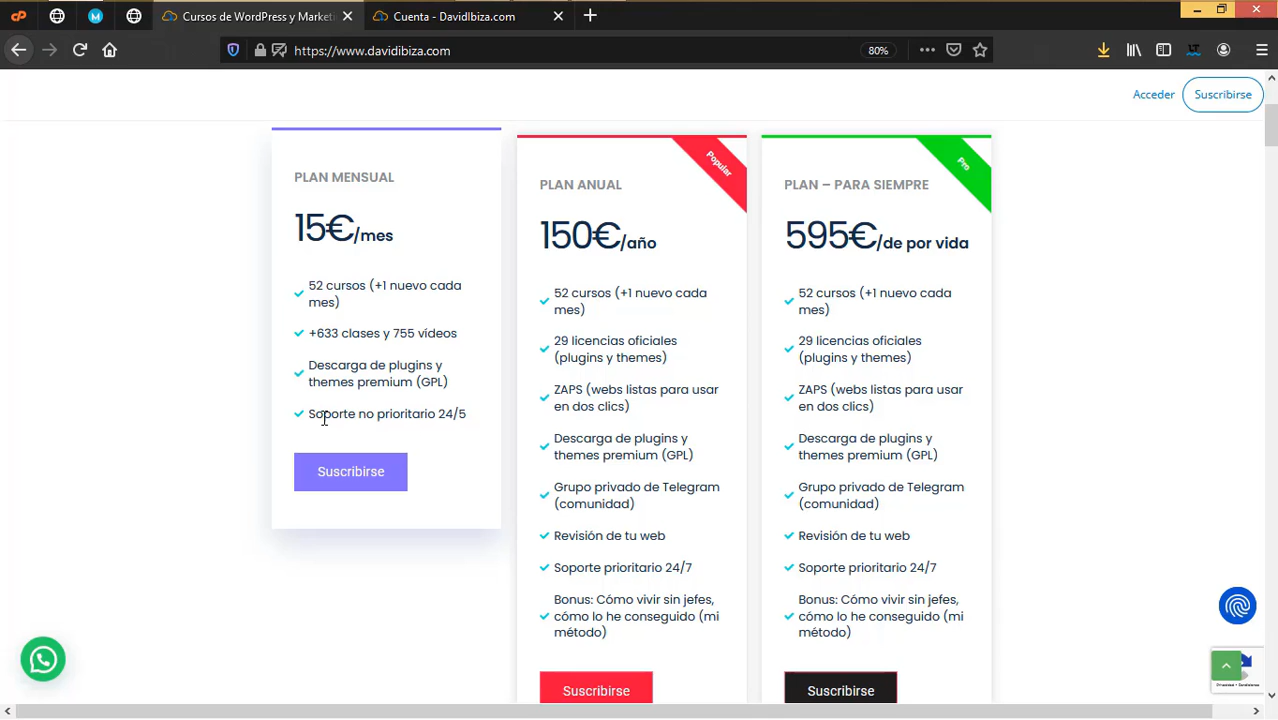 Cursos de WordPress y Marketi
Cuenta - DavidIbiza.com
https://www.davidibiza.com
80%
Acceder
Suscribirse
PLAN MENSUAL
15€/mes
52 cursos (+1 nuevo cada
mes)
+633 clases y 755 vídeos
Descarga de plugins y
themes premium (GPL)
Soporte no prioritario 24/5
Suscribirse
Popular
PLAN ANUAL
150€/año
52 cursos (+1 nuevo cada
mes)
29 licencias oficiales
(plugins y themes)
ZAPS (webs listas para usar
en dos clics)
Descarga de plugins y
themes premium (GPL)
Grupo privado de Telegram
(comunidad)
Revisión de tu web
Soporte prioritario 24/7
Bonus: Cómo vivir sin jefes,
cómo lo he conseguido (mi
método)
Suscribirse
Pro
PLAN – PARA SIEMPRE
595€/de por vida
52 cursos (+1 nuevo cada
mes)
29 licencias oficiales
(plugins y themes)
ZAPS (webs listas para usar
en dos clics)
Descarga de plugins y
themes premium (GPL)
Grupo privado de Telegram
(comunidad)
Revisión de tu web
Soporte prioritario 24/7
Bonus: Cómo vivir sin jefes,
cómo lo he conseguido (mi
método)
Suscribirse